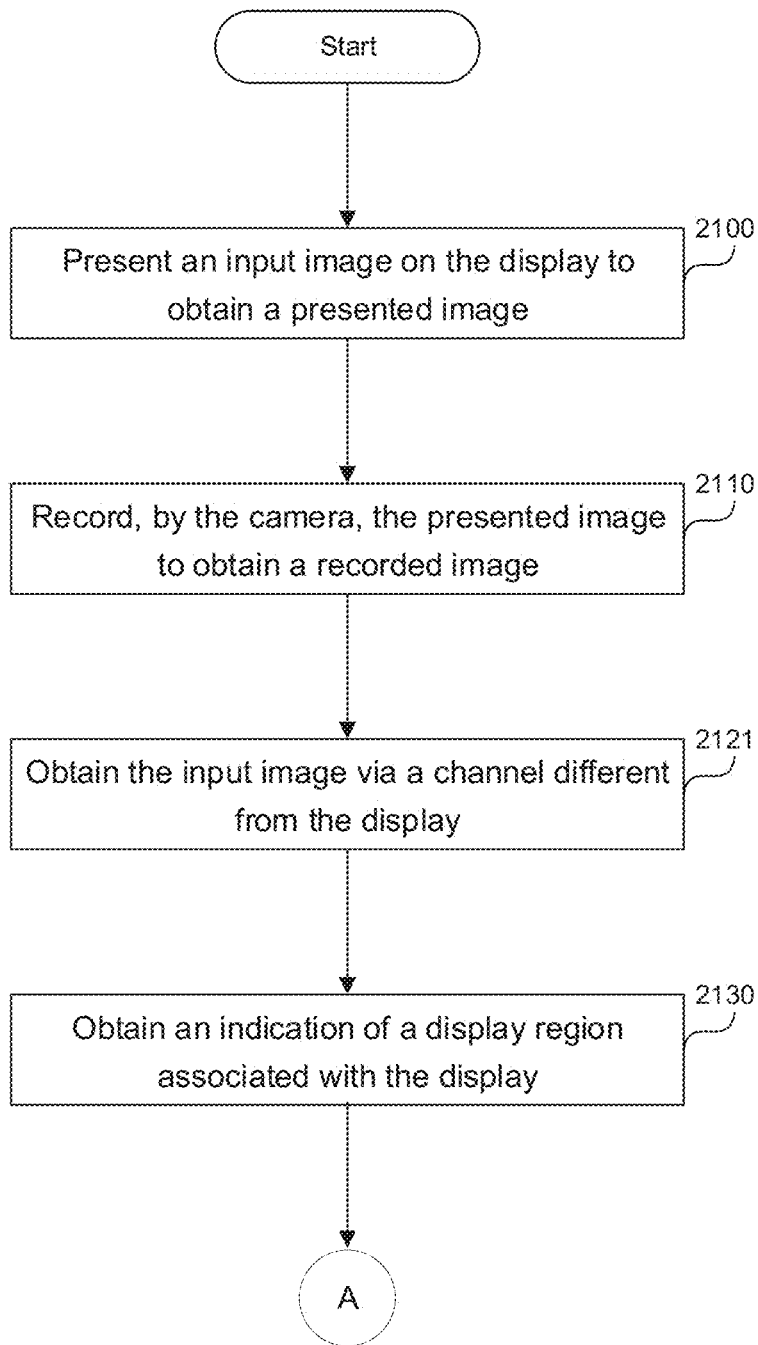 Start
2100
Present an input image on the display to
obtain a presented image
2110
Record, by the camera, the presented image
to obtain a recorded image
2121
Obtain the input image via a channel different
from the display
2130
Obtain an indication of a display region
associated with the display
A